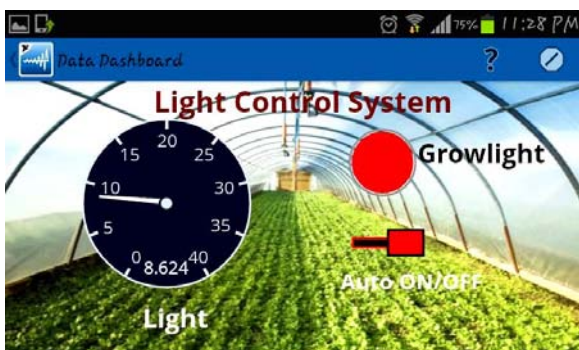 75% 11:28 PM
Data Dashboard ?
Light Control System
Growlight
20
15 25
10 30
5 35
0 8.624 40
Auto ON/OFF
Light